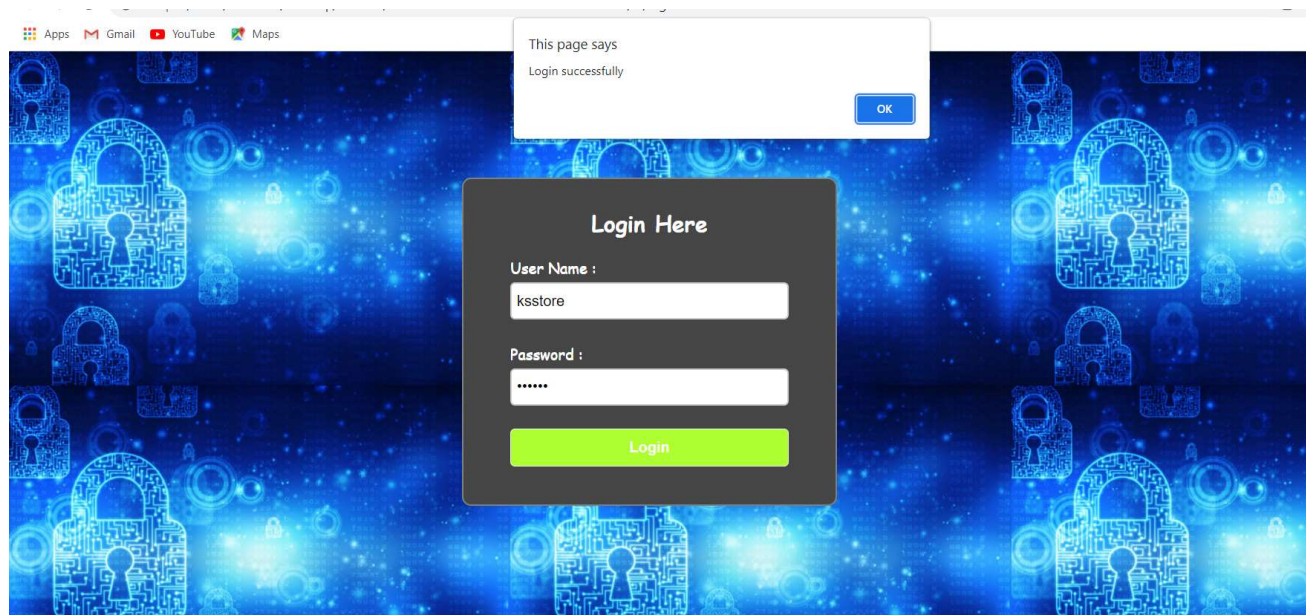 Apps Gmail YouTube Maps
This page says
Login successfully
OK
Login Here
User Name :
ksstore
Password :
••••••
Login